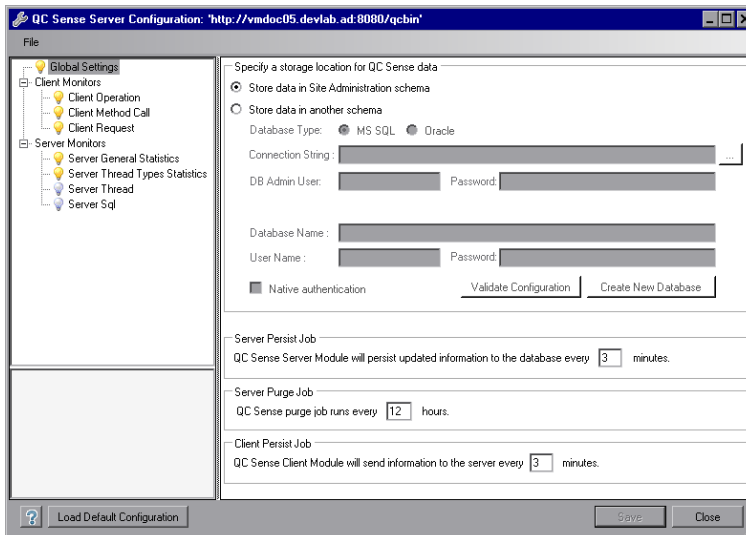 QC Sense Server Configuration: 'http://vmdoc05.devlab.ad:8080/qcbin'
File
Global Settings
Client Monitors
Client Operation
Client Method Call
Client Request
Server Monitors
Server General Statistics
Server Thread Types Statistics
Server Thread
Server Sql
Specify a storage location for QC Sense data
Store data in Site Administration schema
Store data in another schema
Database Type: MS SQL Oracle
Connection String : ...
DB Admin User: Password:
Database Name :
User Name : Password:
Native authentication Validate Configuration Create New Database
Server Persist Job
QC Sense Server Module will persist updated information to the database every 3 minutes.
Server Purge Job
QC Sense purge job runs every 12 hours.
Client Persist Job
QC Sense Client Module will send information to the server every 3 minutes.
? Load Default Configuration Save Close